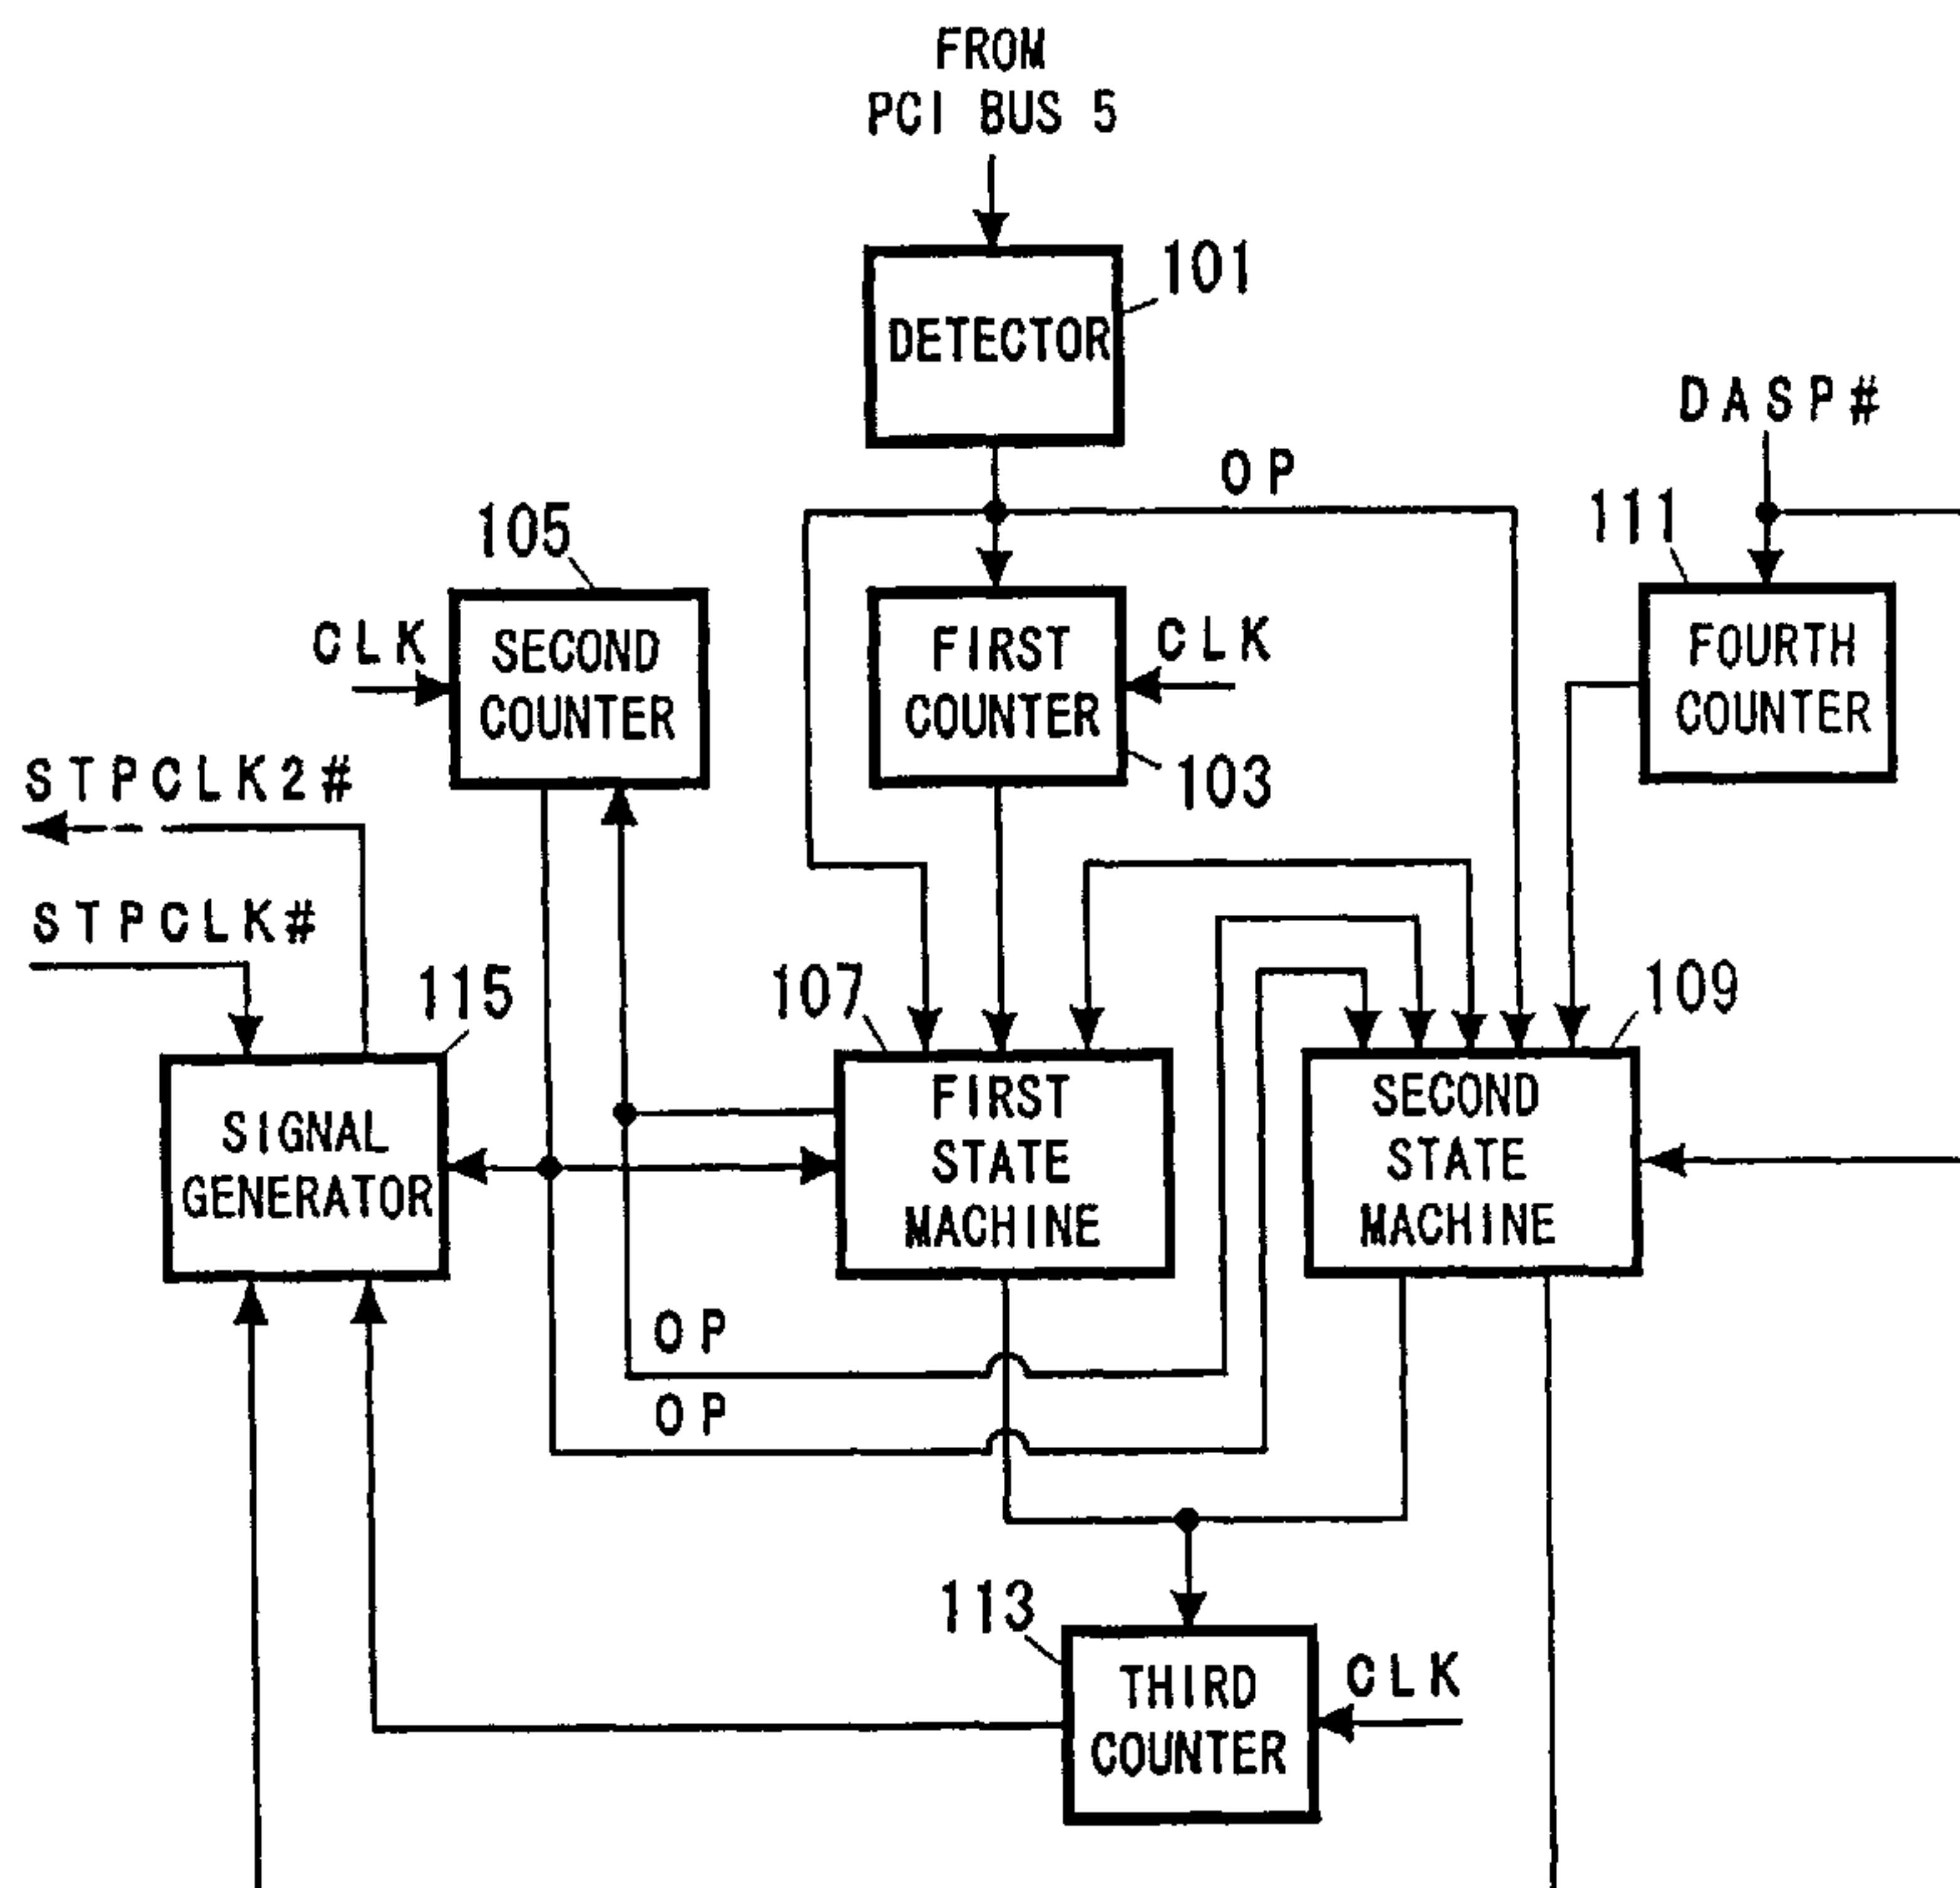 FROM
PCI BUS 5
101
DETECTOR
DASP#
OP
111
105
CLK
SECOND
COUNTER
FIRST
COUNTER
CLK
103
FOURTH
COUNTER
STPCLK2#
STPCLK#
115
107
109
SIGNAL
GENERATOR
FIRST
STATE
MACHINE
SECOND
STATE
MACHINE
OP
OP
113
THIRD
COUNTER
CLK